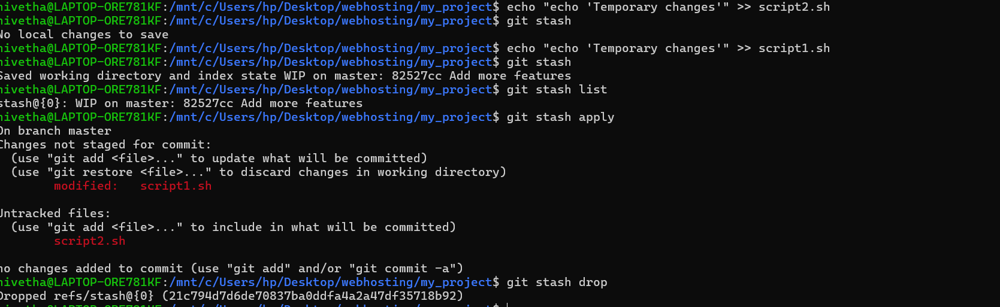 nivetha@LAPTOP-ORE781KF:/mnt/c/Users/hp/Desktop/webhosting/my_project$ echo "echo 'Temporary changes'" >> script2.sh
nivetha@LAPTOP-ORE781KF:/mnt/c/Users/hp/Desktop/webhosting/my_project$ git stash
No local changes to save
nivetha@LAPTOP-ORE781KF:/mnt/c/Users/hp/Desktop/webhosting/my_project$ echo "echo 'Temporary changes'" >> script1.sh
nivetha@LAPTOP-ORE781KF:/mnt/c/Users/hp/Desktop/webhosting/my_project$ git stash
Saved working directory and index state WIP on master: 82527cc Add more features
nivetha@LAPTOP-ORE781KF:/mnt/c/Users/hp/Desktop/webhosting/my_project$ git stash list
stash@{0}: WIP on master: 82527cc Add more features
nivetha@LAPTOP-ORE781KF:/mnt/c/Users/hp/Desktop/webhosting/my_project$ git stash apply
On branch master
Changes not staged for commit:
  (use "git add <file>..." to update what will be committed)
  (use "git restore <file>..." to discard changes in working directory)
        modified:   script1.sh
Untracked files:
  (use "git add <file>..." to include in what will be committed)
        script2.sh
no changes added to commit (use "git add" and/or "git commit -a")
nivetha@LAPTOP-ORE781KF:/mnt/c/Users/hp/Desktop/webhosting/my_project$ git stash drop
Dropped refs/stash@{0} (21c794d7d6de70837ba0ddfa4a2a47df35718b92)
nivetha@LAPTOP-ORE781KF:/mnt/c/Users/hp/Desktop/webhosting/my_project$